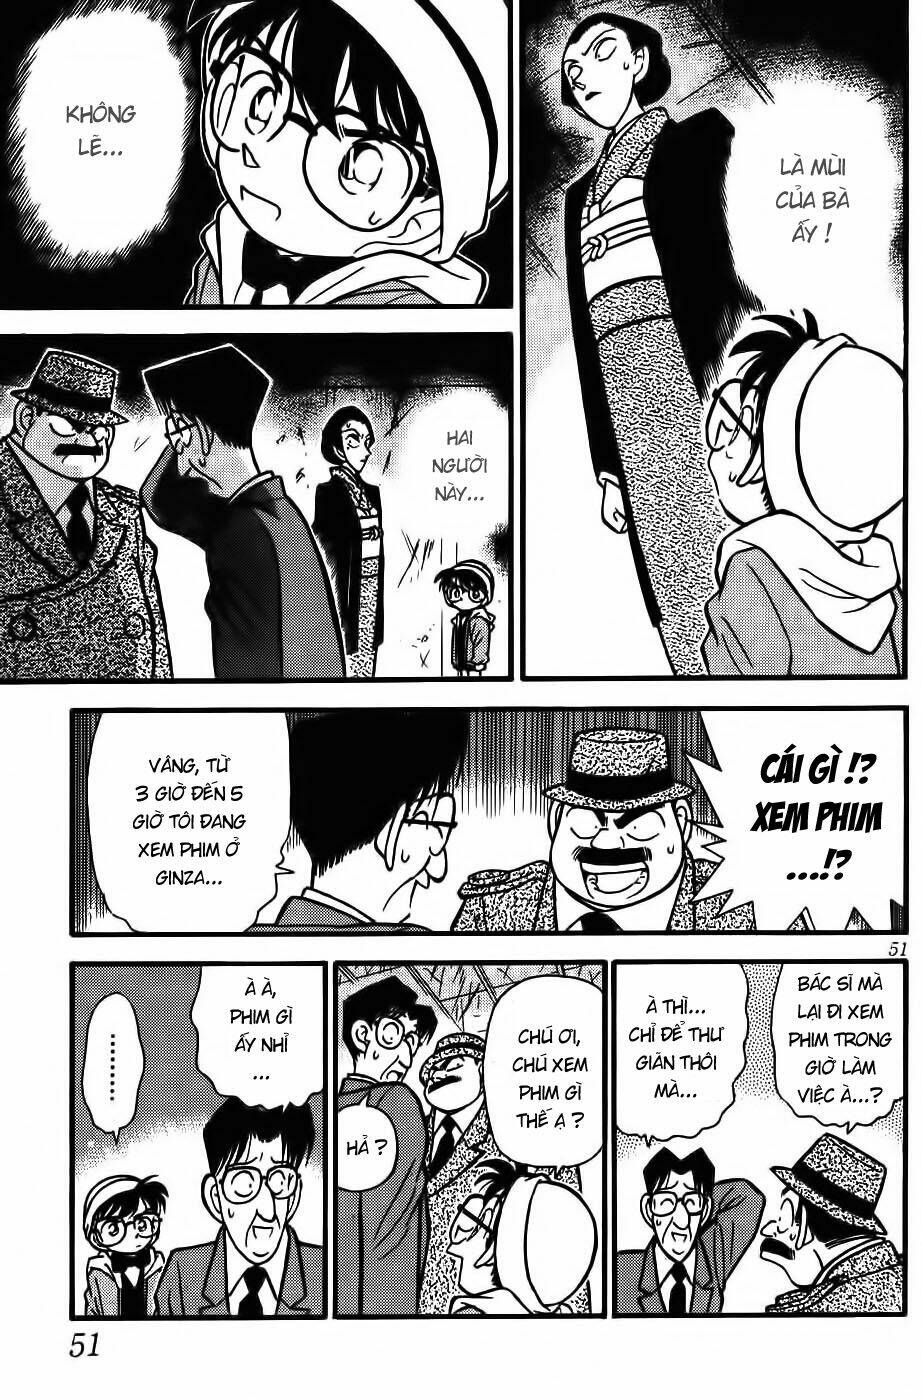 LÀ MÙI
CỦA BÀ
ẤY !
KHÔNG
LẼ...
HAI
NGƯỜI
NÀY...
CÁI GÌ !?
XEM PHIM
....!?
VÂNG, TỪ
3 GIỜ ĐẾN 5
GIỜ TÔI ĐANG
XEM PHIM Ở
GINZA...
51
BÁC SĨ MÀ
LẠI ĐI XEM
PHIM TRONG
GIỜ LÀM
VIỆC À...?
À THÌ...
CHỈ ĐỂ THƯ
GIÃN THÔI
MÀ...
CHÚ ƠI,
CHÚ XEM
PHIM GÌ
THẾ Ạ ?
HẢ ?
À À,
PHIM GÌ
ẤY NHỈ
...
........
51